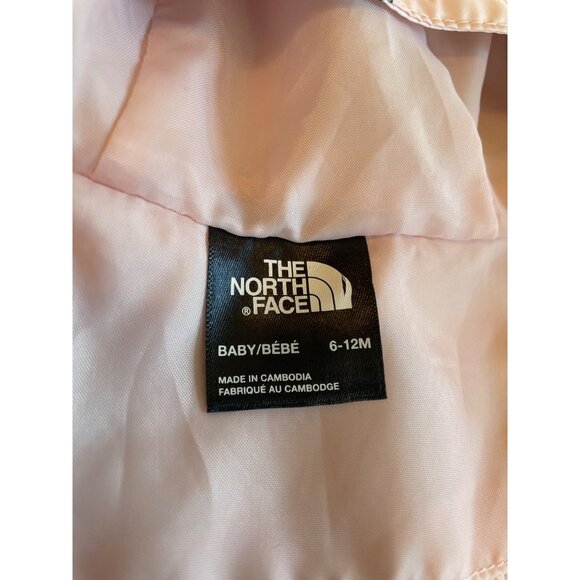 THE
NORTH
® FACE
BABY/BÉBÉ 6-12M
MADE IN CAMBODIA
FABRIQUÉ AU CAMBODGE